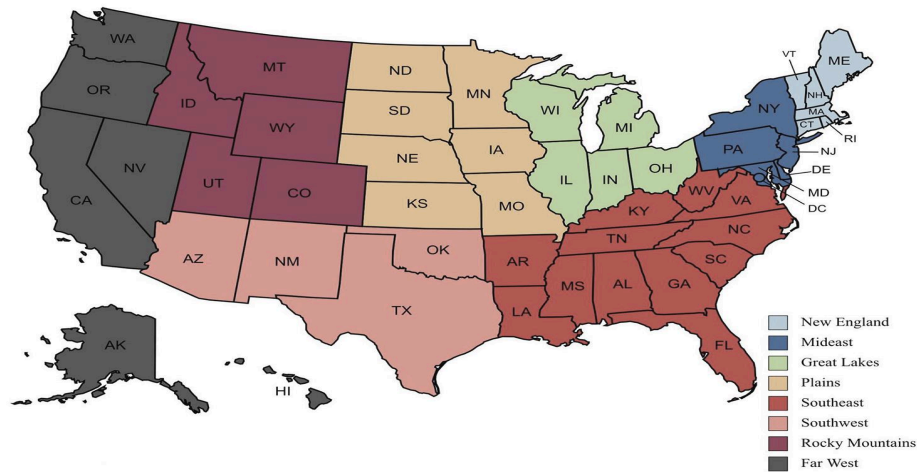 WA
MT
ND
MN
VT
ME
OR
ID
SD
WI
MI
NY
NH
MA
CT
RI
WY
NE
IA
PA
NJ
NV
UT
CO
IL
IN
OH
DE
MD
DC
CA
KS
MO
WV
VA
KY
NC
TN
AZ
NM
OK
AR
SC
MS
AL
GA
TX
LA
FL
AK
HI
New England
Mideast
Great Lakes
Plains
Southeast
Southwest
Rocky Mountains
Far West